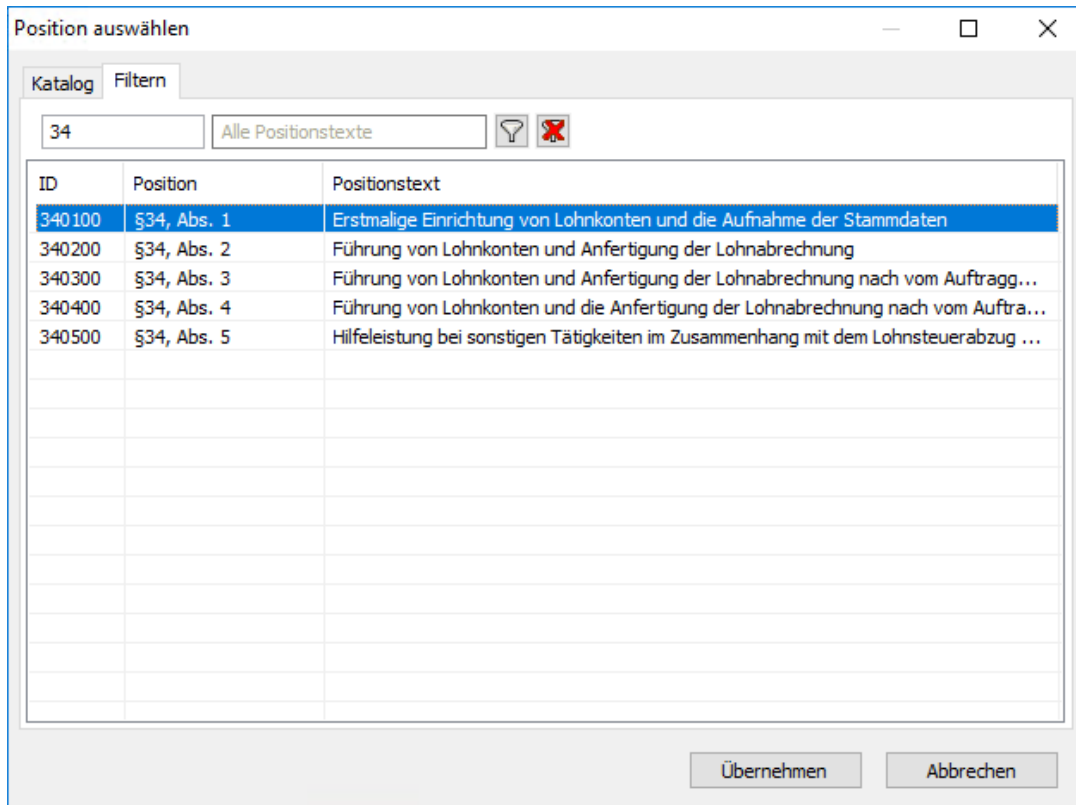 Position auswählen
Katalog Filtern
34 Alle Positionstexte
ID Position Positionstext
340100 §34, Abs. 1 Erstmalige Einrichtung von Lohnkonten und die Aufnahme der Stammdaten
340200 §34, Abs. 2 Führung von Lohnkonten und Anfertigung der Lohnabrechnung
340300 §34, Abs. 3 Führung von Lohnkonten und Anfertigung der Lohnabrechnung nach vom Auftragg...
340400 §34, Abs. 4 Führung von Lohnkonten und die Anfertigung der Lohnabrechnung nach vom Auftra...
340500 §34, Abs. 5 Hilfeleistung bei sonstigen Tätigkeiten im Zusammenhang mit dem Lohnsteuerabzug ...
Übernehmen Abbrechen